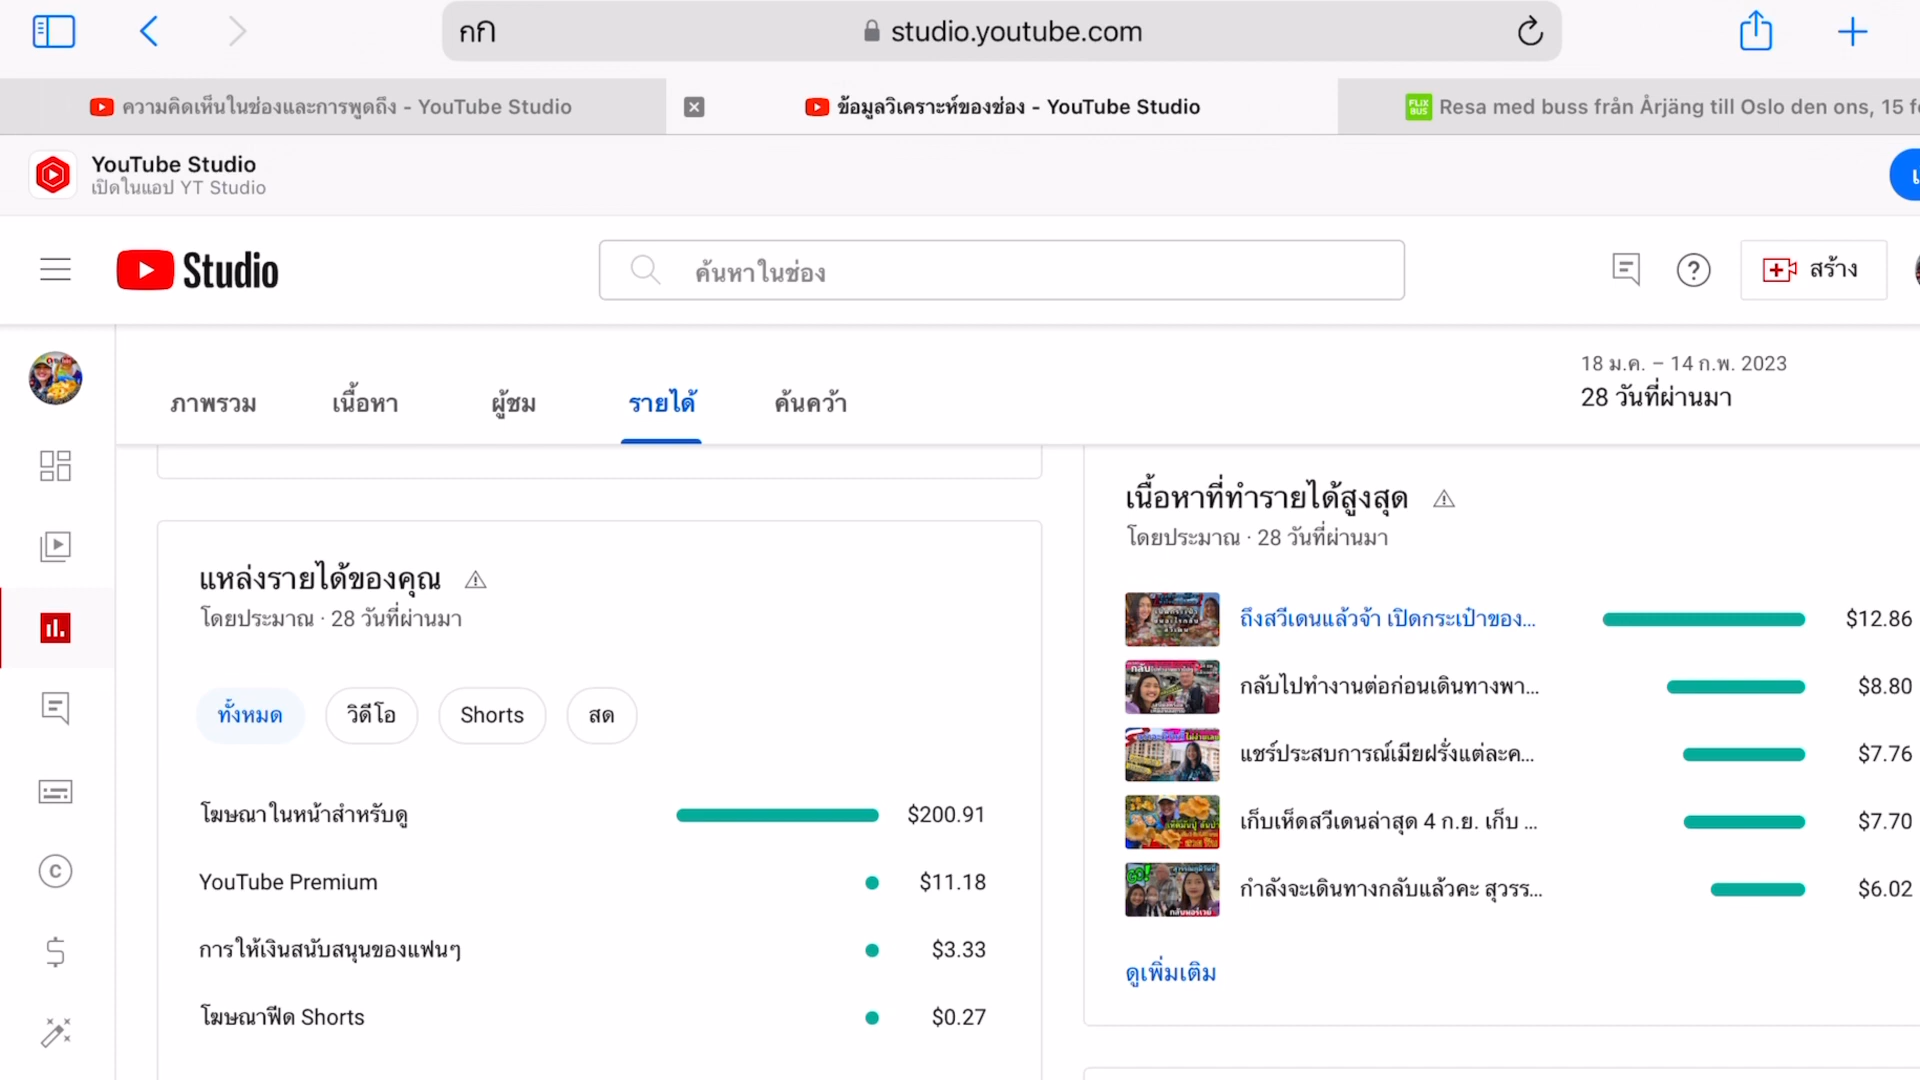 กก
studio.youtube.com
ความคิดเห็นในช่องและการพูดถึง - YouTube Studio
ข้อมูลวิเคราะห์ของช่อง - YouTube Studio
FLIX BUS
Resa med buss från Årjäng till Oslo den ons, 15 f
YouTube Studio
เปิดในแอป YT Studio
Studio
ค้นหาในช่อง
สร้าง
ภาพรวม
เนื้อหา
ผู้ชม
รายได้
ค้นคว้า
18 ม.ค. – 14 ก.พ. 2023
28 วันที่ผ่านมา
แหล่งรายได้ของคุณ
โดยประมาณ · 28 วันที่ผ่านมา
ทั้งหมด
วิดีโอ
Shorts
สด
โฆษณาในหน้าสำหรับดู $200.91
YouTube Premium $11.18
การให้เงินสนับสนุนของแฟนๆ $3.33
โฆษณาฟีด Shorts $0.27
เนื้อหาที่ทำรายได้สูงสุด
โดยประมาณ · 28 วันที่ผ่านมา
ถึงสวีเดนแล้วจ้า เปิดกระเป๋าของ... $12.86
กลับไปทำงานต่อก่อนเดินทางพา... $8.80
แชร์ประสบการณ์เมียฝรั่งแต่ละค... $7.76
เก็บเห็ดสวีเดนล่าสุด 4 ก.ย. เก็บ ... $7.70
กำลังจะเดินทางกลับแล้วคะ สุวรร... $6.02
ดูเพิ่มเติม